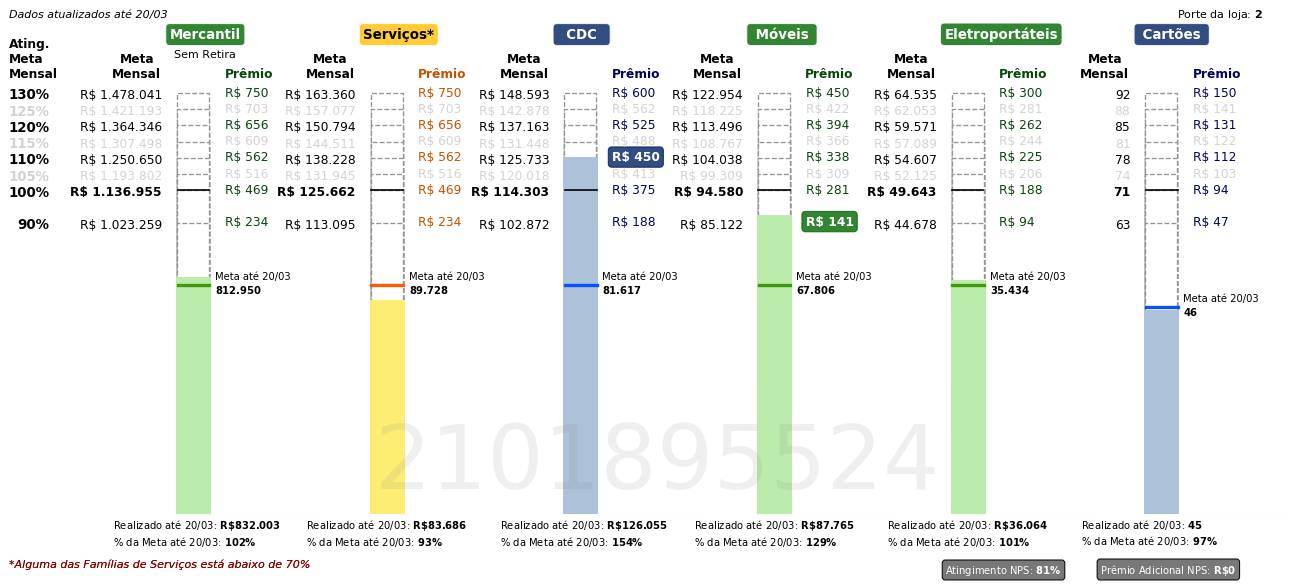 Dados atualizados até 20/03
Porte da loja: 2
Mercantil Serviços* CDC Móveis Eletroportáteis Cartões
Sem Retira
Ating. Meta Mensal
Meta Mensal Prêmio Meta Mensal Prêmio Meta Mensal Prêmio Meta Mensal Prêmio Meta Mensal Prêmio Meta Mensal Prêmio
130% R$ 1.478.041 R$ 750 R$ 163.360 R$ 750 R$ 148.593 R$ 600 R$ 122.954 R$ 450 R$ 64.535 R$ 300 92 R$ 150
125% R$ 1.421.193 R$ 703 R$ 157.077 R$ 703 R$ 142.878 R$ 562 R$ 118.225 R$ 422 R$ 62.053 R$ 281 88 R$ 141
120% R$ 1.364.346 R$ 656 R$ 150.794 R$ 656 R$ 137.163 R$ 525 R$ 113.496 R$ 394 R$ 59.571 R$ 262 85 R$ 131
115% R$ 1.307.498 R$ 609 R$ 144.511 R$ 609 R$ 131.448 R$ 488 R$ 108.767 R$ 366 R$ 57.089 R$ 244 81 R$ 122
110% R$ 1.250.650 R$ 562 R$ 138.228 R$ 562 R$ 125.733 R$ 450 R$ 104.038 R$ 338 R$ 54.607 R$ 225 78 R$ 112
105% R$ 1.193.802 R$ 516 R$ 131.945 R$ 516 R$ 120.018 R$ 413 R$ 99.309 R$ 309 R$ 52.125 R$ 206 74 R$ 103
100% R$ 1.136.955 R$ 469 R$ 125.662 R$ 469 R$ 114.303 R$ 375 R$ 94.580 R$ 281 R$ 49.643 R$ 188 71 R$ 94
90% R$ 1.023.259 R$ 234 R$ 113.095 R$ 234 R$ 102.872 R$ 188 R$ 85.122 R$ 141 R$ 44.678 R$ 94 63 R$ 47
Meta até 20/03 Meta até 20/03 Meta até 20/03 Meta até 20/03 Meta até 20/03 Meta até 20/03
812.950 89.728 81.617 67.806 35.434 46
2101895524
Realizado até 20/03: R$832.003 Realizado até 20/03: R$83.686 Realizado até 20/03: R$126.055 Realizado até 20/03: R$87.765 Realizado até 20/03: R$36.064 Realizado até 20/03: 45
% da Meta até 20/03: 102% % da Meta até 20/03: 93% % da Meta até 20/03: 154% % da Meta até 20/03: 129% % da Meta até 20/03: 101% % da Meta até 20/03: 97%
*Alguma das Famílias de Serviços está abaixo de 70%
Atingimento NPS: 81% Prêmio Adicional NPS: R$0